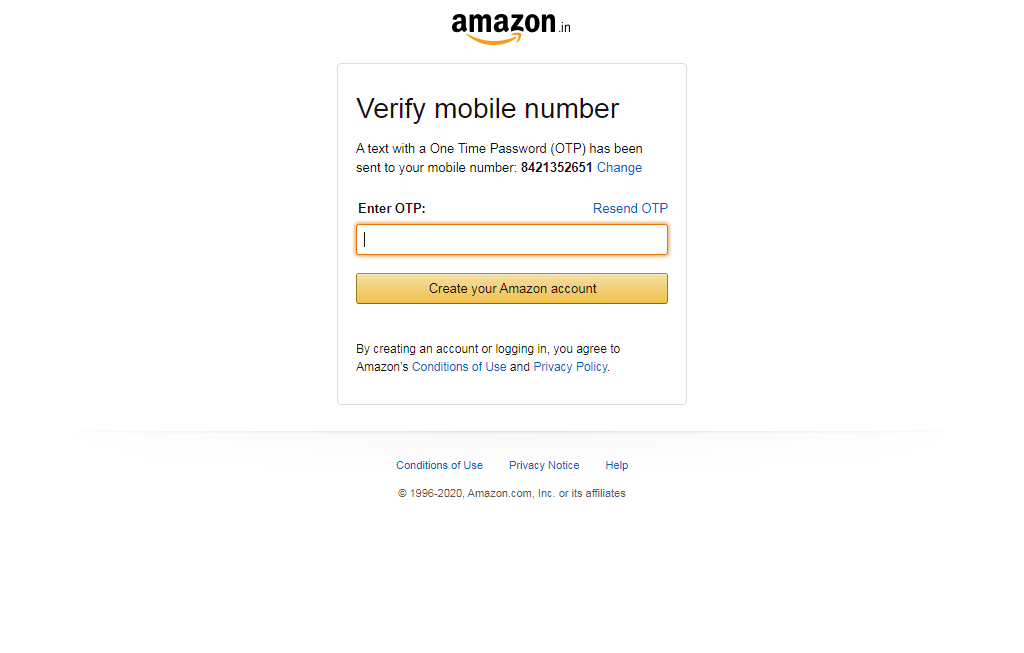 amazon.in
Verify mobile number
A text with a One Time Password (OTP) has been
sent to your mobile number: 8421352651 Change
Enter OTP: Resend OTP
Create your Amazon account
By creating an account or logging in, you agree to
Amazon's Conditions of Use and Privacy Policy.
Conditions of Use Privacy Notice Help
© 1996-2020, Amazon.com, Inc. or its affiliates